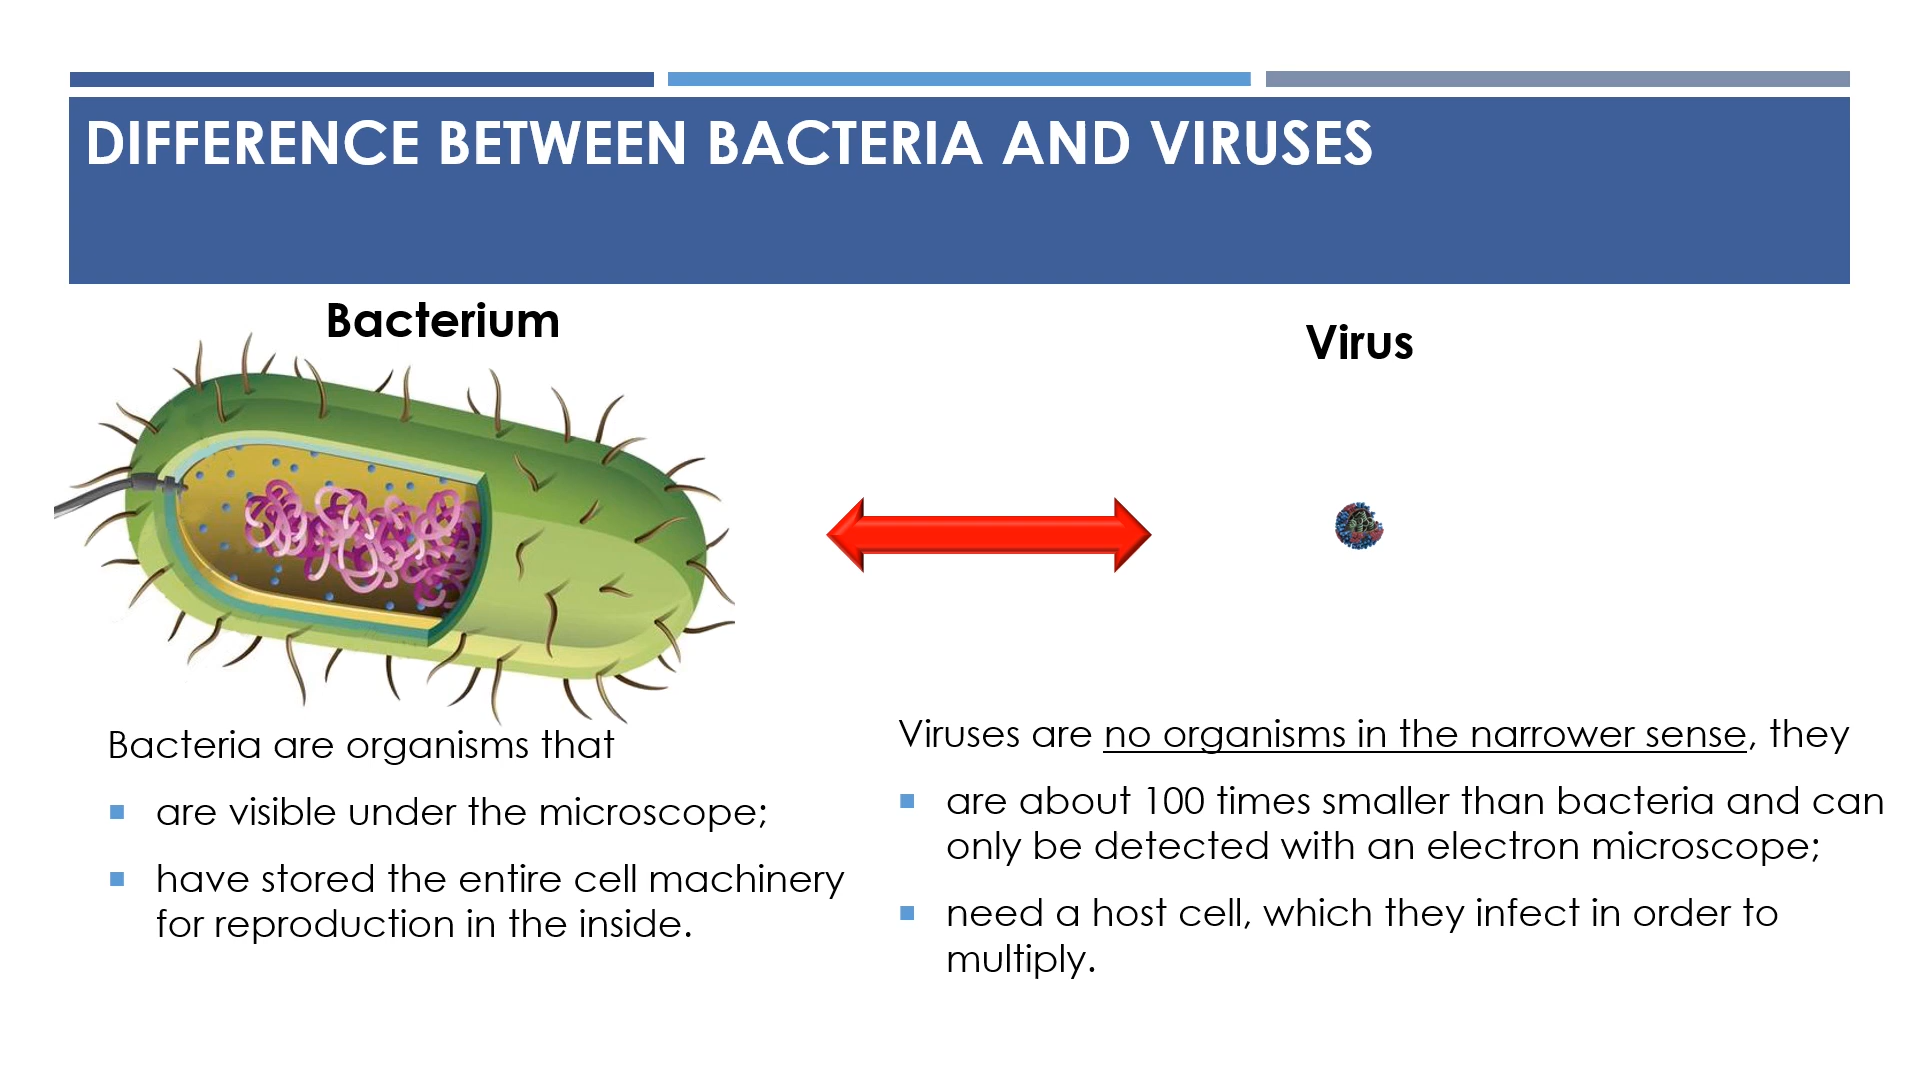 DIFFERENCE BETWEEN BACTERIA AND VIRUSES
Bacterium
Virus
Bacteria are organisms that
are visible under the microscope;
have stored the entire cell machinery
for reproduction in the inside.
Viruses are no organisms in the narrower sense, they
are about 100 times smaller than bacteria and can
only be detected with an electron microscope;
need a host cell, which they infect in order to
multiply.